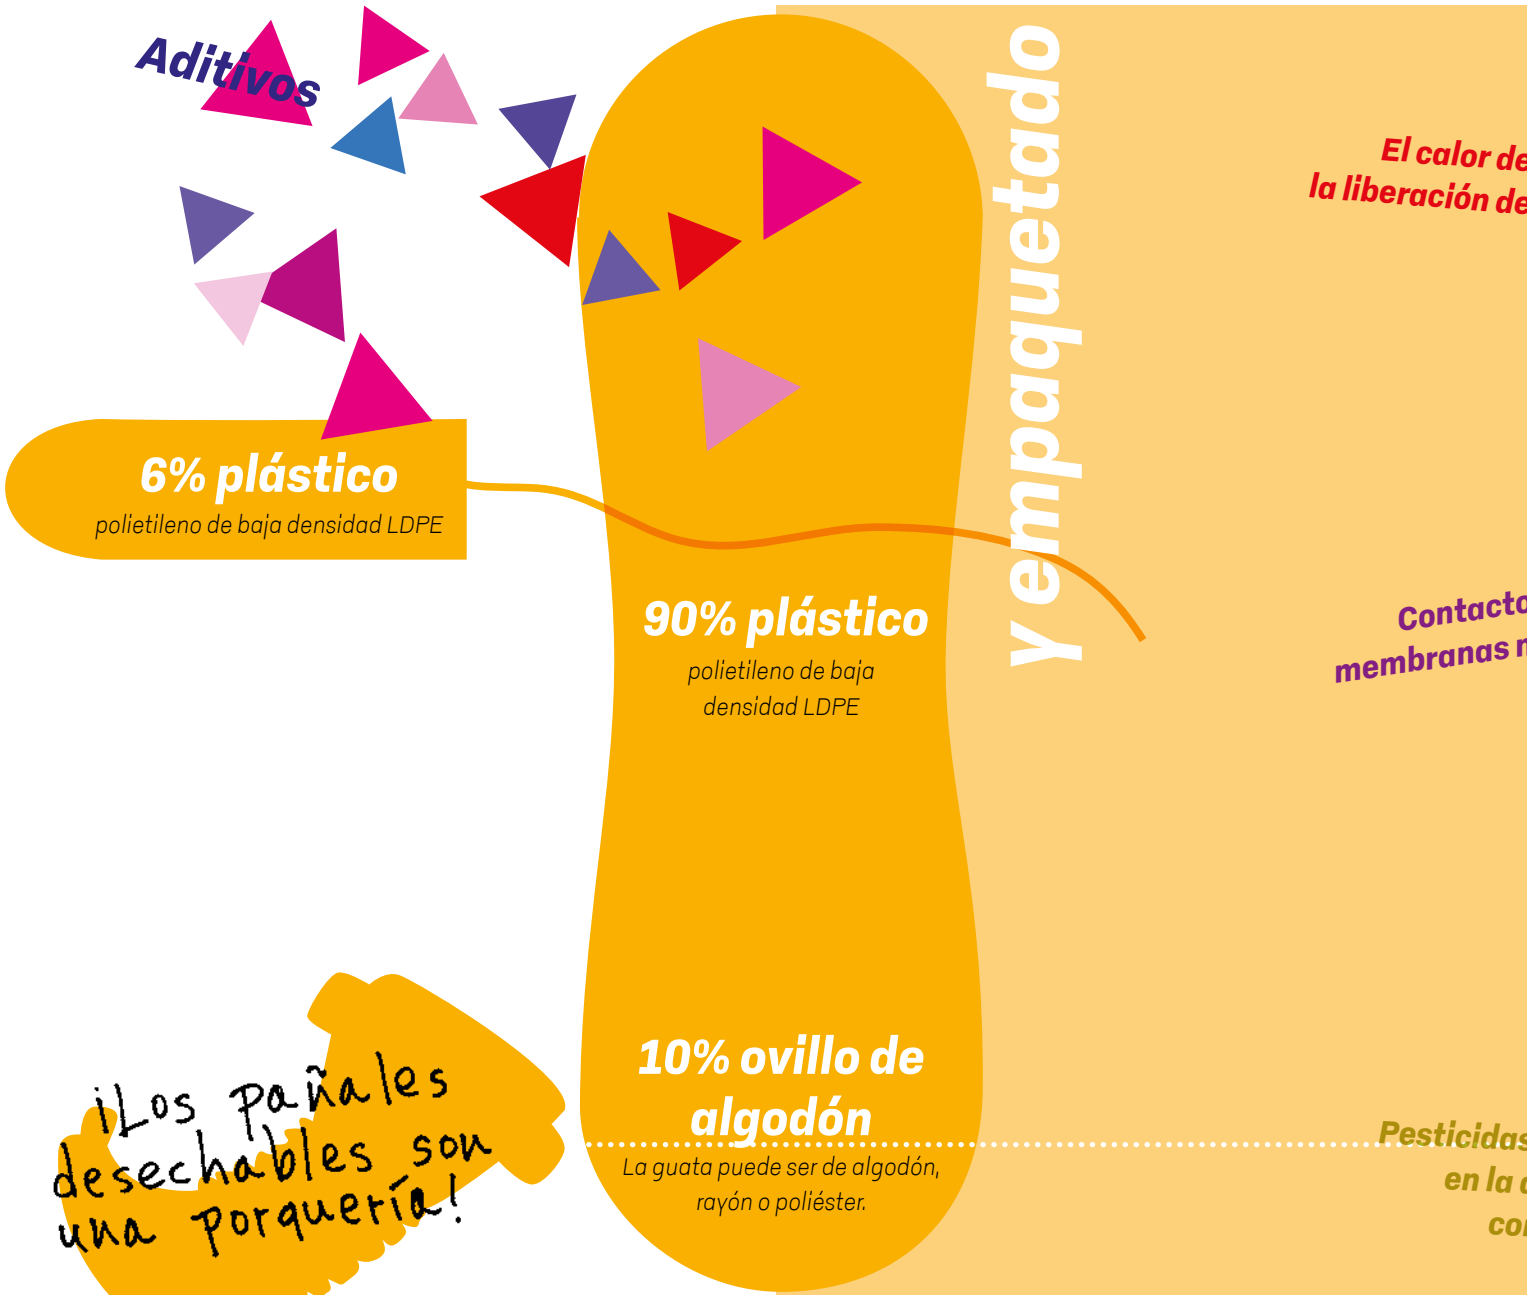 Aditivos
6% plástico
polietileno de baja densidad LDPE
90% plástico
polietileno de baja
densidad LDPE
10% ovillo de
algodón
La guata puede ser de algodón,
rayón o poliéster.
¡Los pañales
desechables son
una porquería!
Y empaquetado
El calor de
la liberación de
Contacto
membranas
Pesticidas
en la